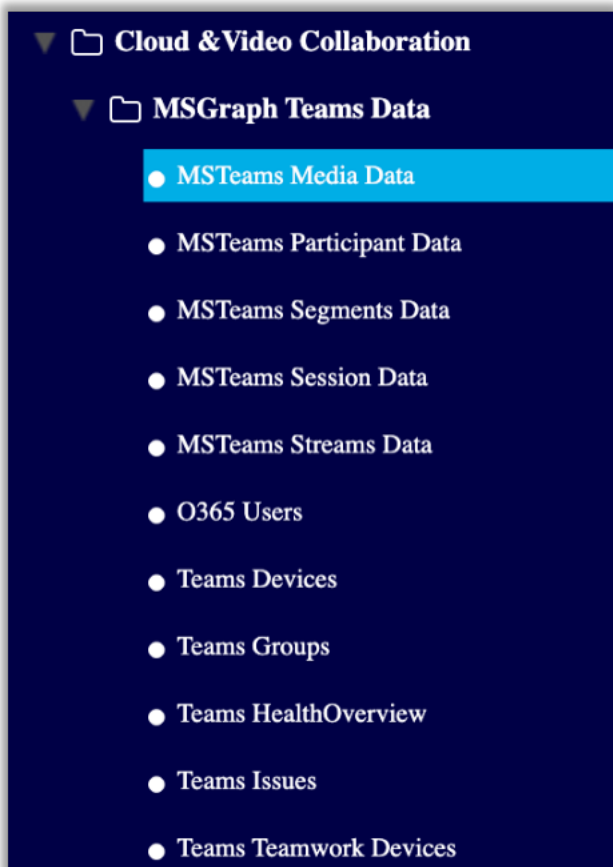 Cloud &Video Collaboration
MSGraph Teams Data
MSTeams Media Data
MSTeams Participant Data
MSTeams Segments Data
MSTeams Session Data
MSTeams Streams Data
O365 Users
Teams Devices
Teams Groups
Teams HealthOverview
Teams Issues
Teams Teamwork Devices